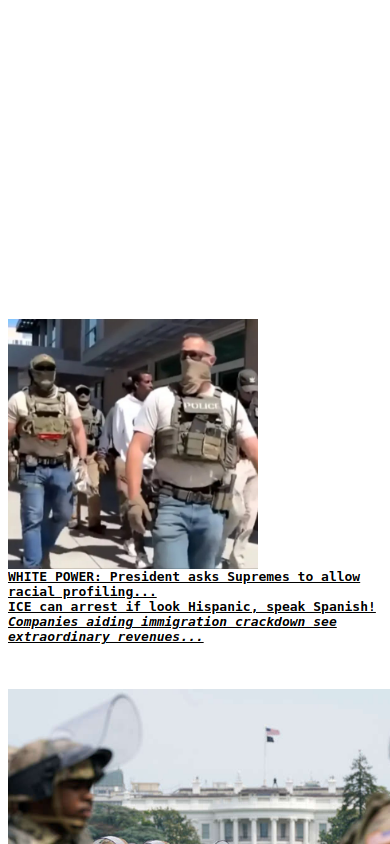 POLICE
WHITE POWER: President asks Supremes to allow
racial profiling...
ICE can arrest if look Hispanic, speak Spanish!
Companies aiding immigration crackdown see
extraordinary revenues...